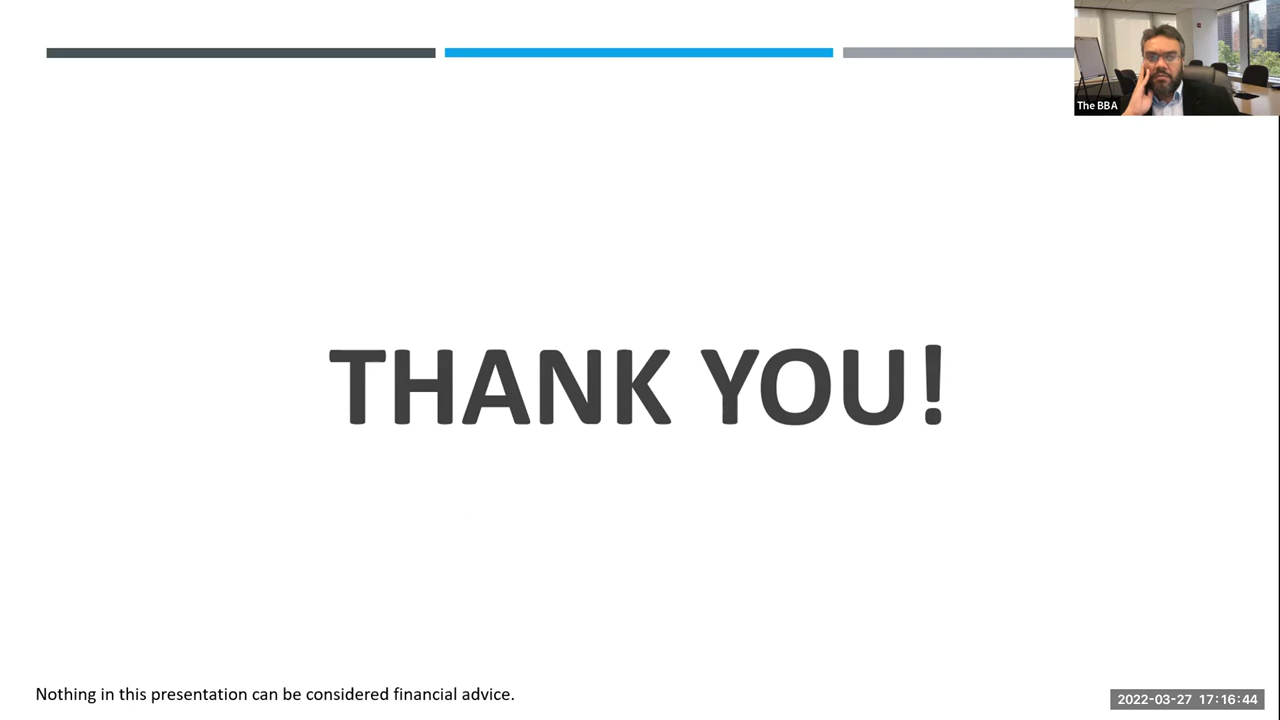 The BBA
THANK YOU!
Nothing in this presentation can be considered financial advice.
2022-03-27 17:16:44